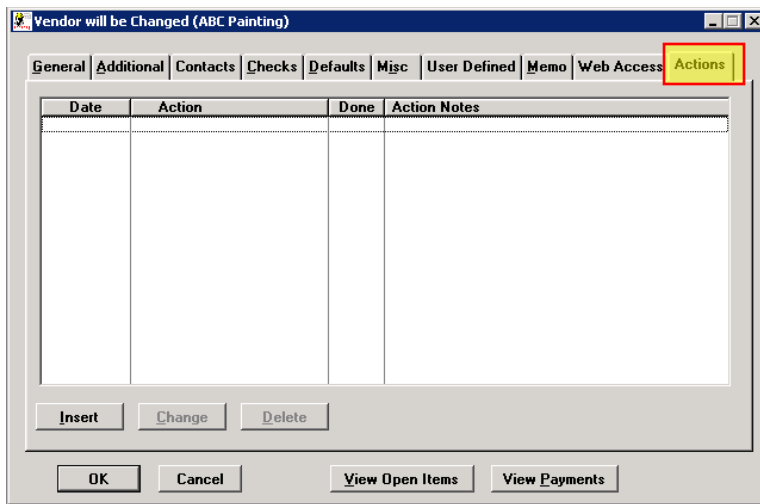 Vendor will be Changed (ABC Painting)
General Additional Contacts Checks Defaults Misc User Defined Memo Web Access Actions
Date Action Done Action Notes
Insert Change Delete
OK Cancel View Open Items View Payments